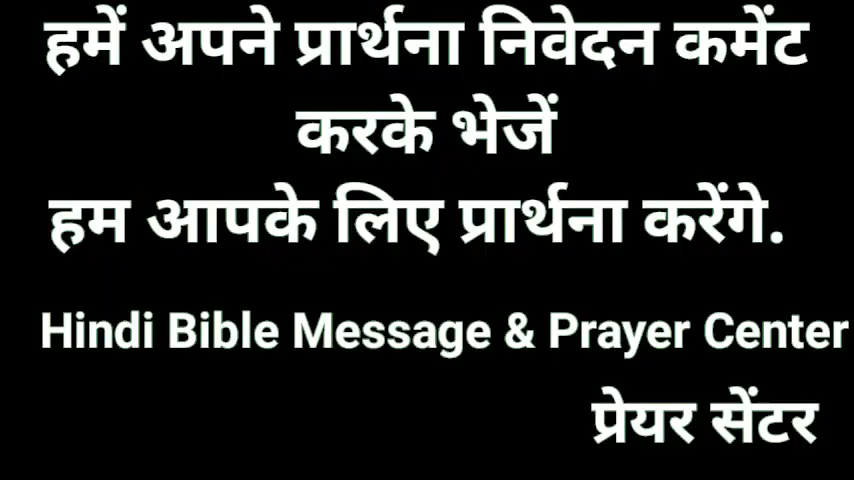 हमें अपने प्रार्थना निवेदन कमेंट
करके भेजें
हम आपके लिए प्रार्थना करेंगे.
Hindi Bible Message & Prayer Center
प्रेयर सेंटर